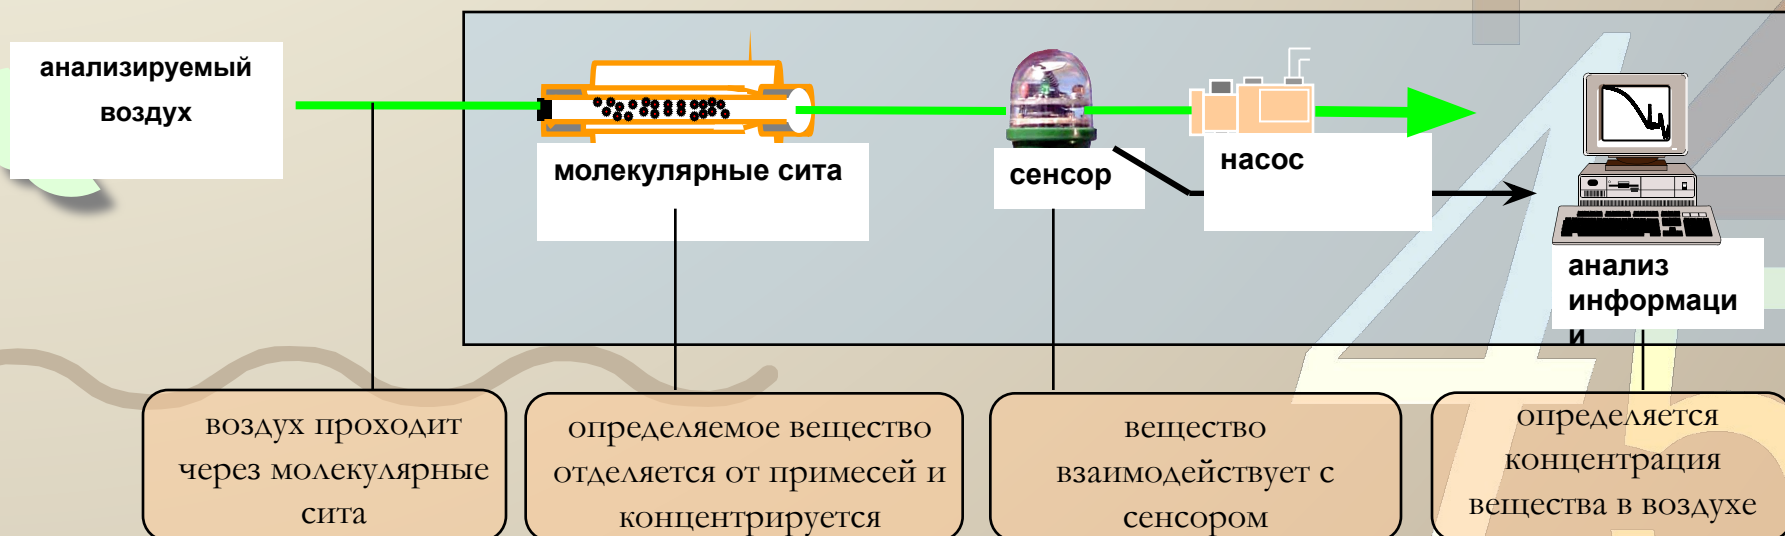 анализируемый
воздух
молекулярные сита
сенсор
насос
анализ
информаци
и
воздух проходит
через молекулярные
сита
определяемое вещество
отделяется от примесей и
концентрируется
вещество
взаимодействует с
сенсором
определяется
концентрация
вещества в воздухе